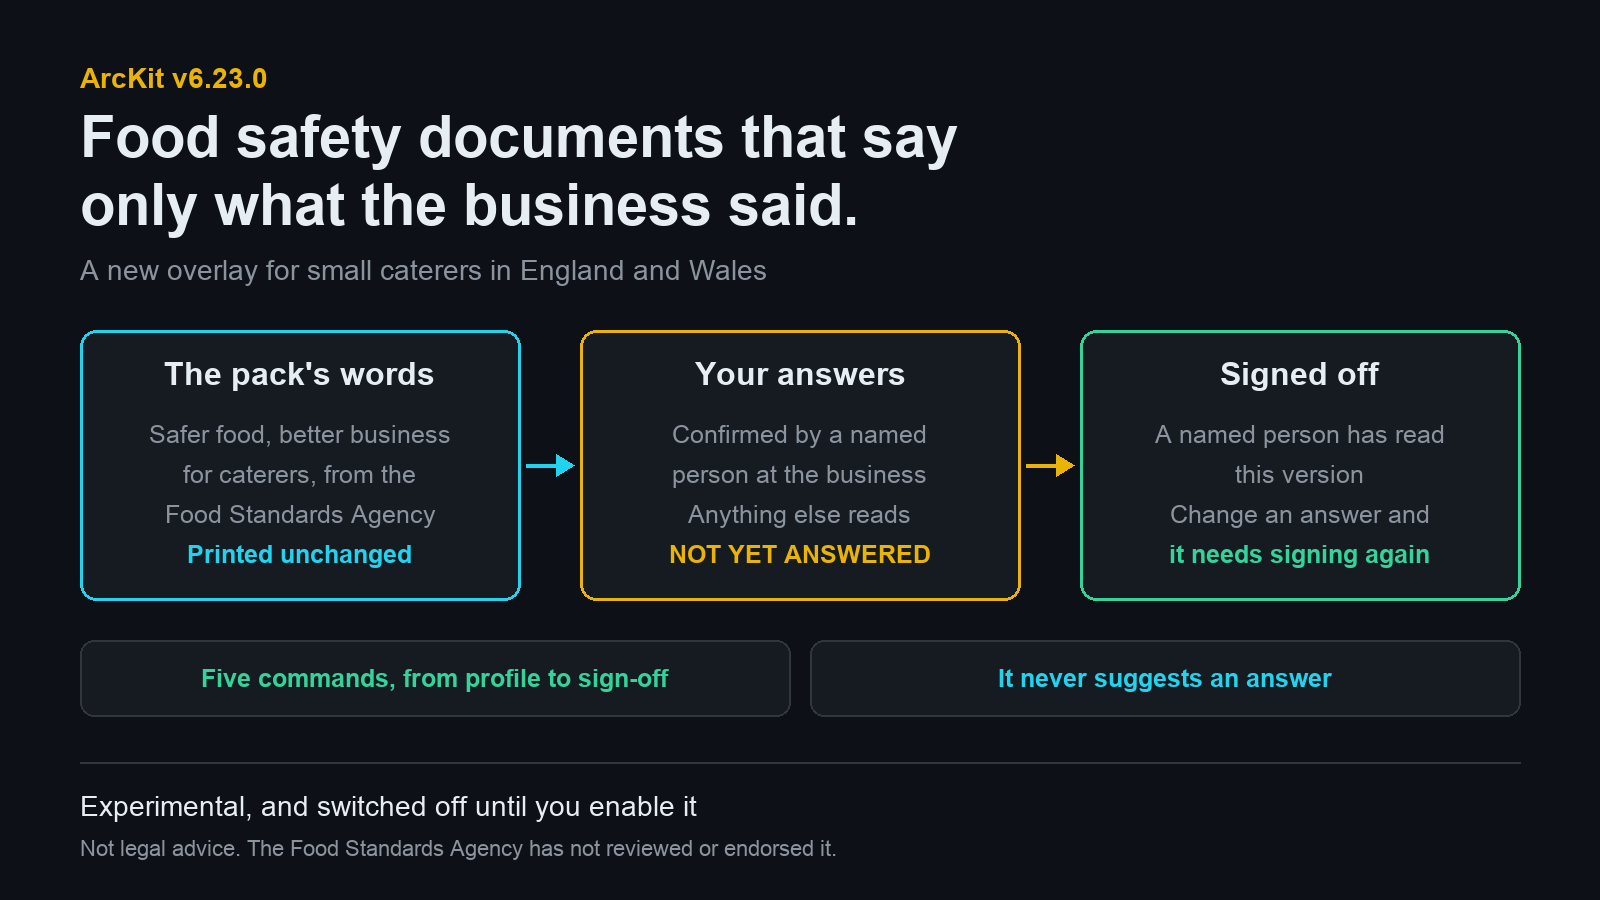 ArcKit v6.23.0
Food safety documents that say
only what the business said.
A new overlay for small caterers in England and Wales
The pack's words
Safer food, better business
for caterers, from the
Food Standards Agency
Printed unchanged
Your answers
Confirmed by a named
person at the business
Anything else reads
NOT YET ANSWERED
Signed off
A named person has read
this version
Change an answer and
it needs signing again
Five commands, from profile to sign-off
It never suggests an answer
Experimental, and switched off until you enable it
Not legal advice. The Food Standards Agency has not reviewed or endorsed it.